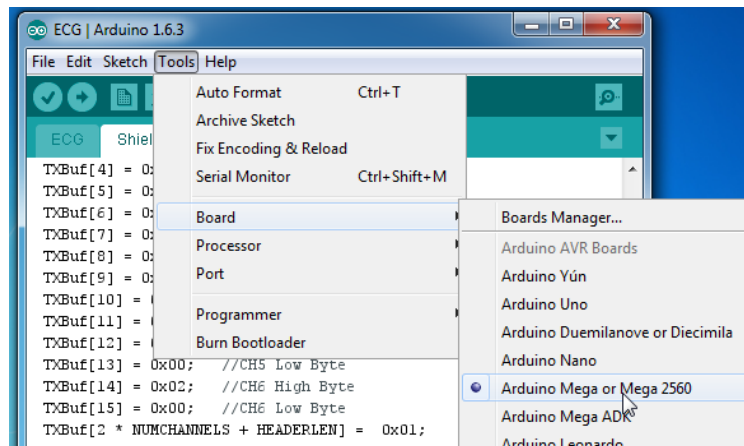 ECG | Arduino 1.6.3
File Edit Sketch Tools Help
Auto Format Ctrl+T
Archive Sketch
Fix Encoding & Reload
Serial Monitor Ctrl+Shift+M
Board
Processor
Port
Programmer
Burn Bootloader
Boards Manager...
Arduino AVR Boards
Arduino Yún
Arduino Uno
Arduino Duemilanove or Diecimila
Arduino Nano
Arduino Mega or Mega 2560
Arduino Mega ADK
Arduino Leonardo
ECG Shiel
TXBuf[4] = 0x
TXBuf[5] = 0x
TXBuf[6] = 0x
TXBuf[7] = 0x
TXBuf[8] = 0x
TXBuf[9] = 0x
TXBuf[10] =
TXBuf[11] =
TXBuf[12] =
TXBuf[13] = 0x00; //CH5 Low Byte
TXBuf[14] = 0x02; //CH6 High Byte
TXBuf[15] = 0x00; //CH6 Low Byte
TXBuf[2 * NUMCHANNELS + HEADERLEN] = 0x01;